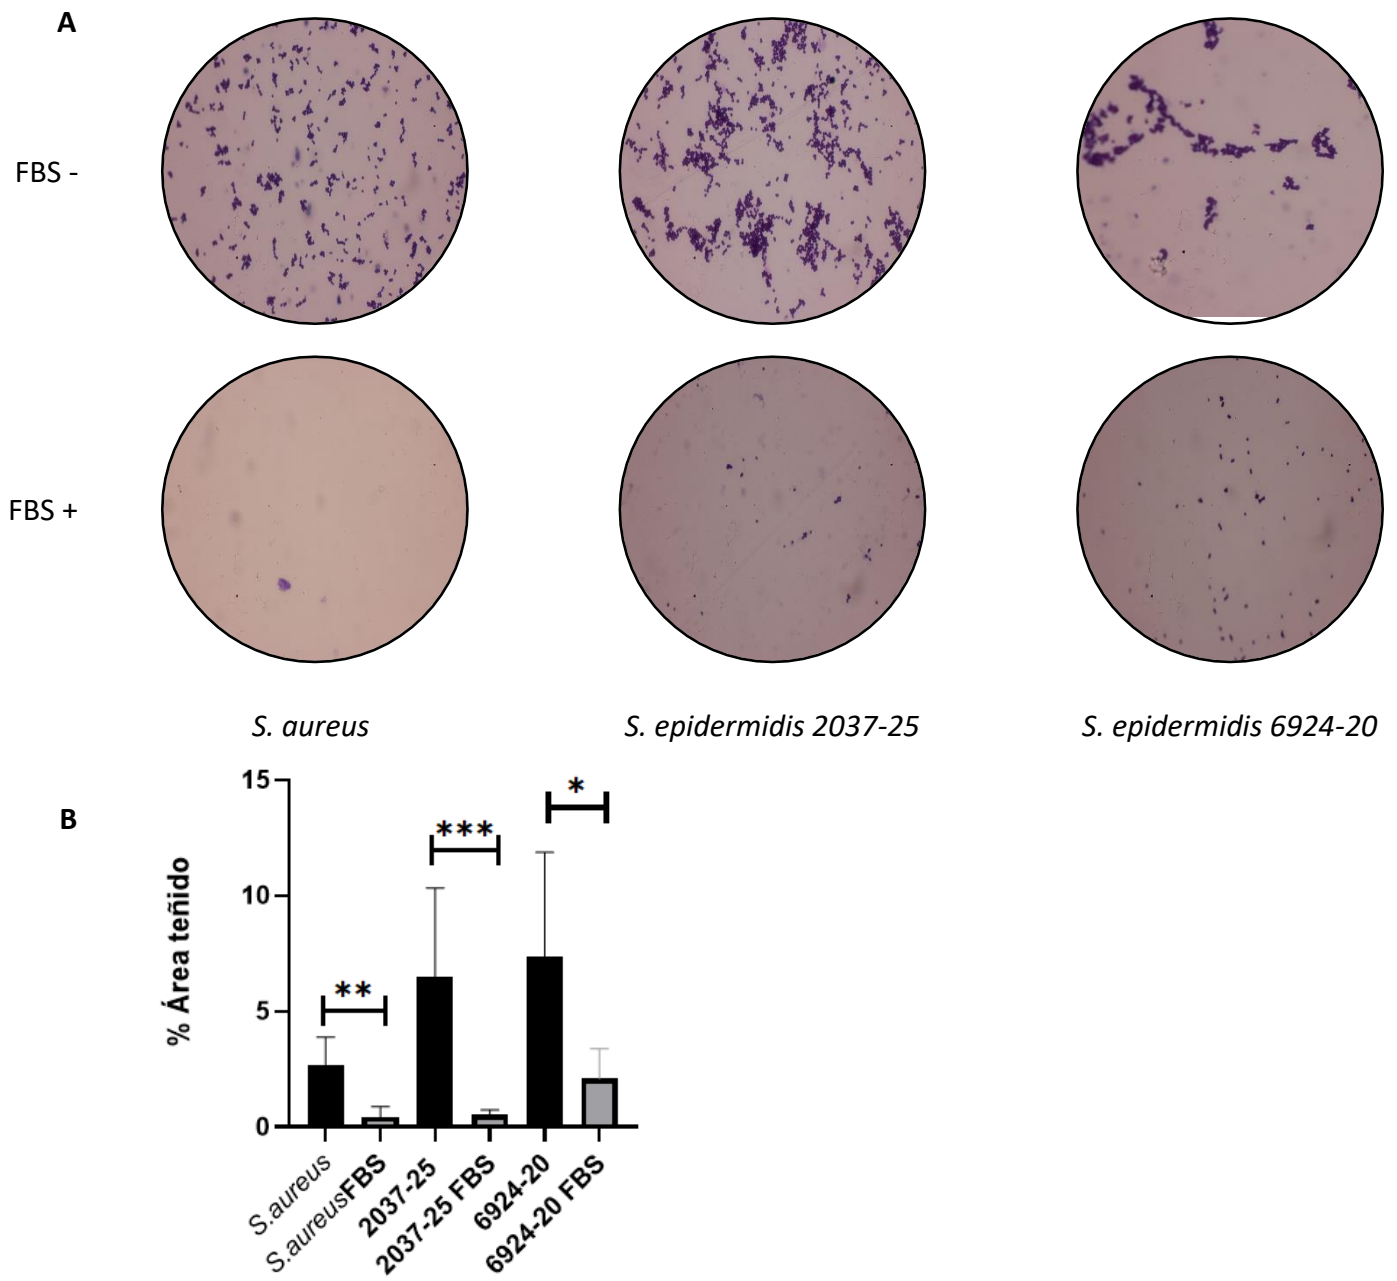 A
FBS -
FBS +
S. aureus
S. epidermidis 2037-25
S. epidermidis 6924-20
B
% Área teñido
15
10
5
0
**
***
*
S.aureus
S.aureusFBS
2037-25
2037-25 FBS
6924-20
6924-20 FBS